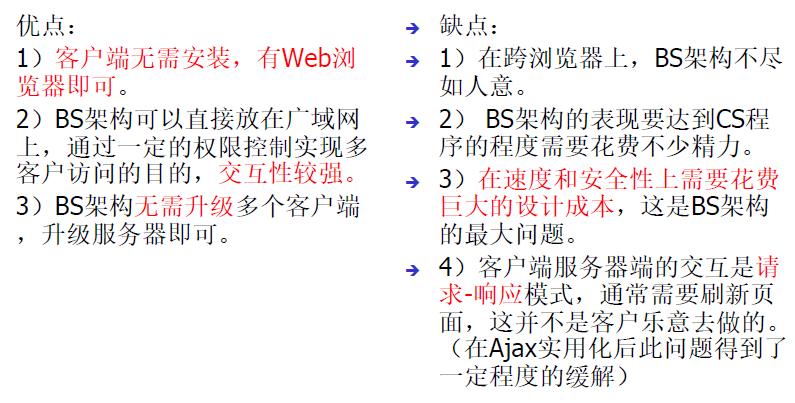 优点：
1）客户端无需安装，有Web浏
览器即可。
2）BS架构可以直接放在广域网
上，通过一定的权限控制实现多
客户访问的目的，交互性较强。
3）BS架构无需升级多个客户端
，升级服务器即可。
缺点：
1）在跨浏览器上，BS架构不尽
如人意。
2） BS架构的表现要达到CS程
序的程度需要花费不少精力。
3）在速度和安全性上需要花费
巨大的设计成本，这是BS架构
的最大问题。
4）客户端服务器端的交互是请
求-响应模式，通常需要刷新页
面，这并不是客户乐意去做的。
（在Ajax实用化后此问题得到了
一定程度的缓解）